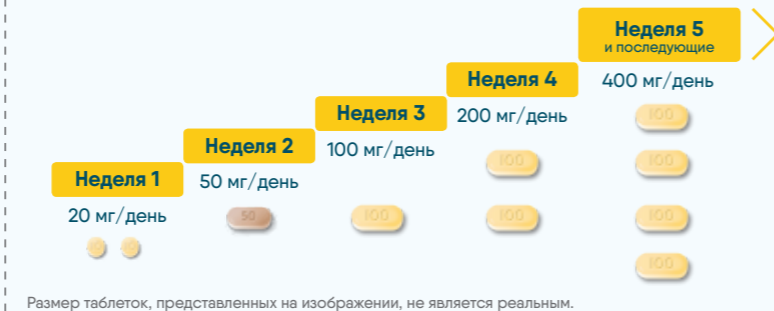 Неделя 5
и последующие
400 мг/день
Неделя 4
200 мг/день
Неделя 3
100 мг/день
Неделя 2
50 мг/день
Неделя 1
20 мг/день
100
100
100
100
100
100
100
50
10
10
Размер таблеток, представленных на изображении, не является реальным.